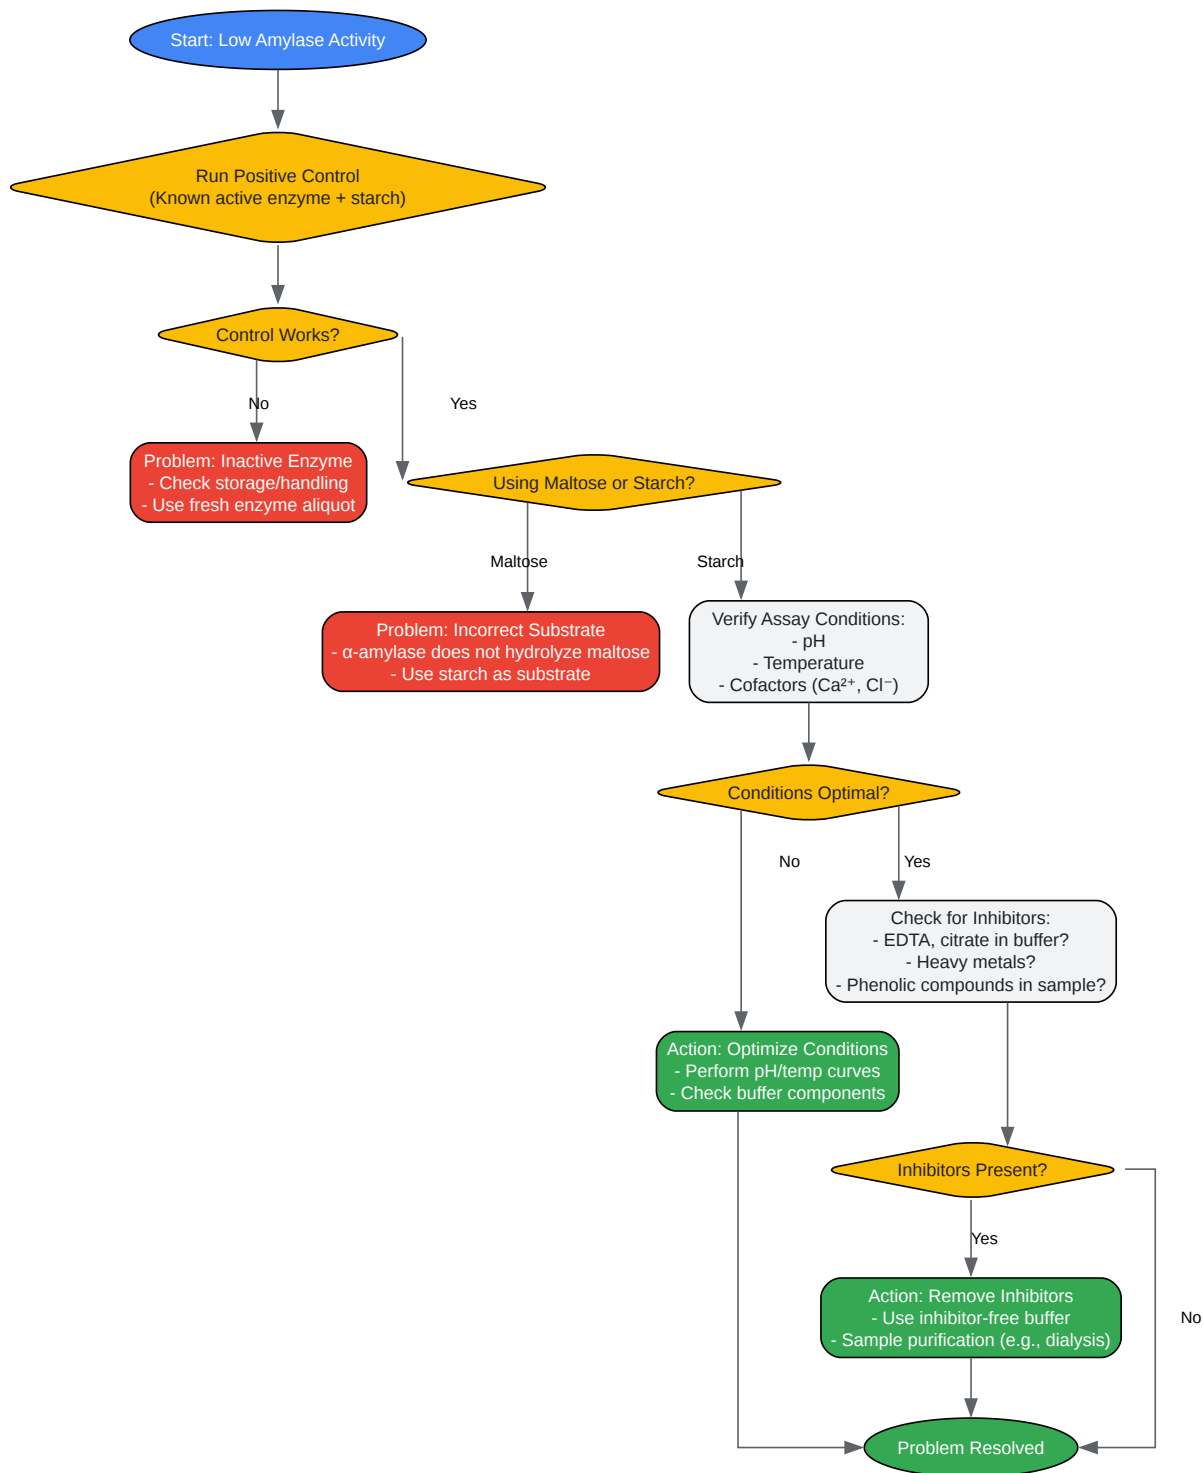 Start: Low Amylase Activity
Run Positive Control
(Known active enzyme + starch)
Control Works?
No
Yes
Problem: Inactive Enzyme
- Check storage/handling
- Use fresh enzyme aliquot
Using Maltose or Starch?
Maltose
Starch
Problem: Incorrect Substrate
- α-amylase does not hydrolyze maltose
- Use starch as substrate
Verify Assay Conditions:
- pH
- Temperature
- Cofactors (Ca²⁺, Cl⁻)
Conditions Optimal?
No
Yes
Check for Inhibitors:
- EDTA, citrate in buffer?
- Heavy metals?
- Phenolic compounds in sample?
Action: Optimize Conditions
- Perform pH/temp curves
- Check buffer components
Inhibitors Present?
Yes
Action: Remove Inhibitors
- Use inhibitor-free buffer
- Sample purification (e.g., dialysis)
No
Problem Resolved